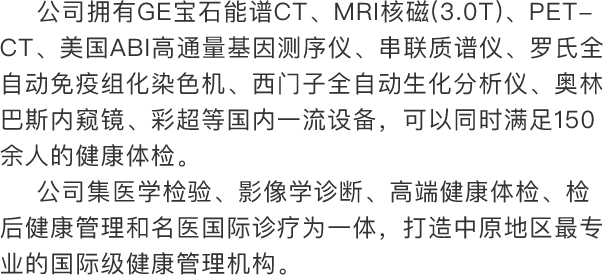 公司拥有GE宝石能谱CT、MRI核磁(3.0T)、PET-
CT、美国ABI高通量基因测序仪、串联质谱仪、罗氏全
自动免疫组化染色机、西门子全自动生化分析仪、奥林
巴斯内窥镜、彩超等国内一流设备，可以同时满足150
余人的健康体检。
公司集医学检验、影像学诊断、高端健康体检、检
后健康管理和名医国际诊疗为一体，打造中原地区最专
业的国际级健康管理机构。